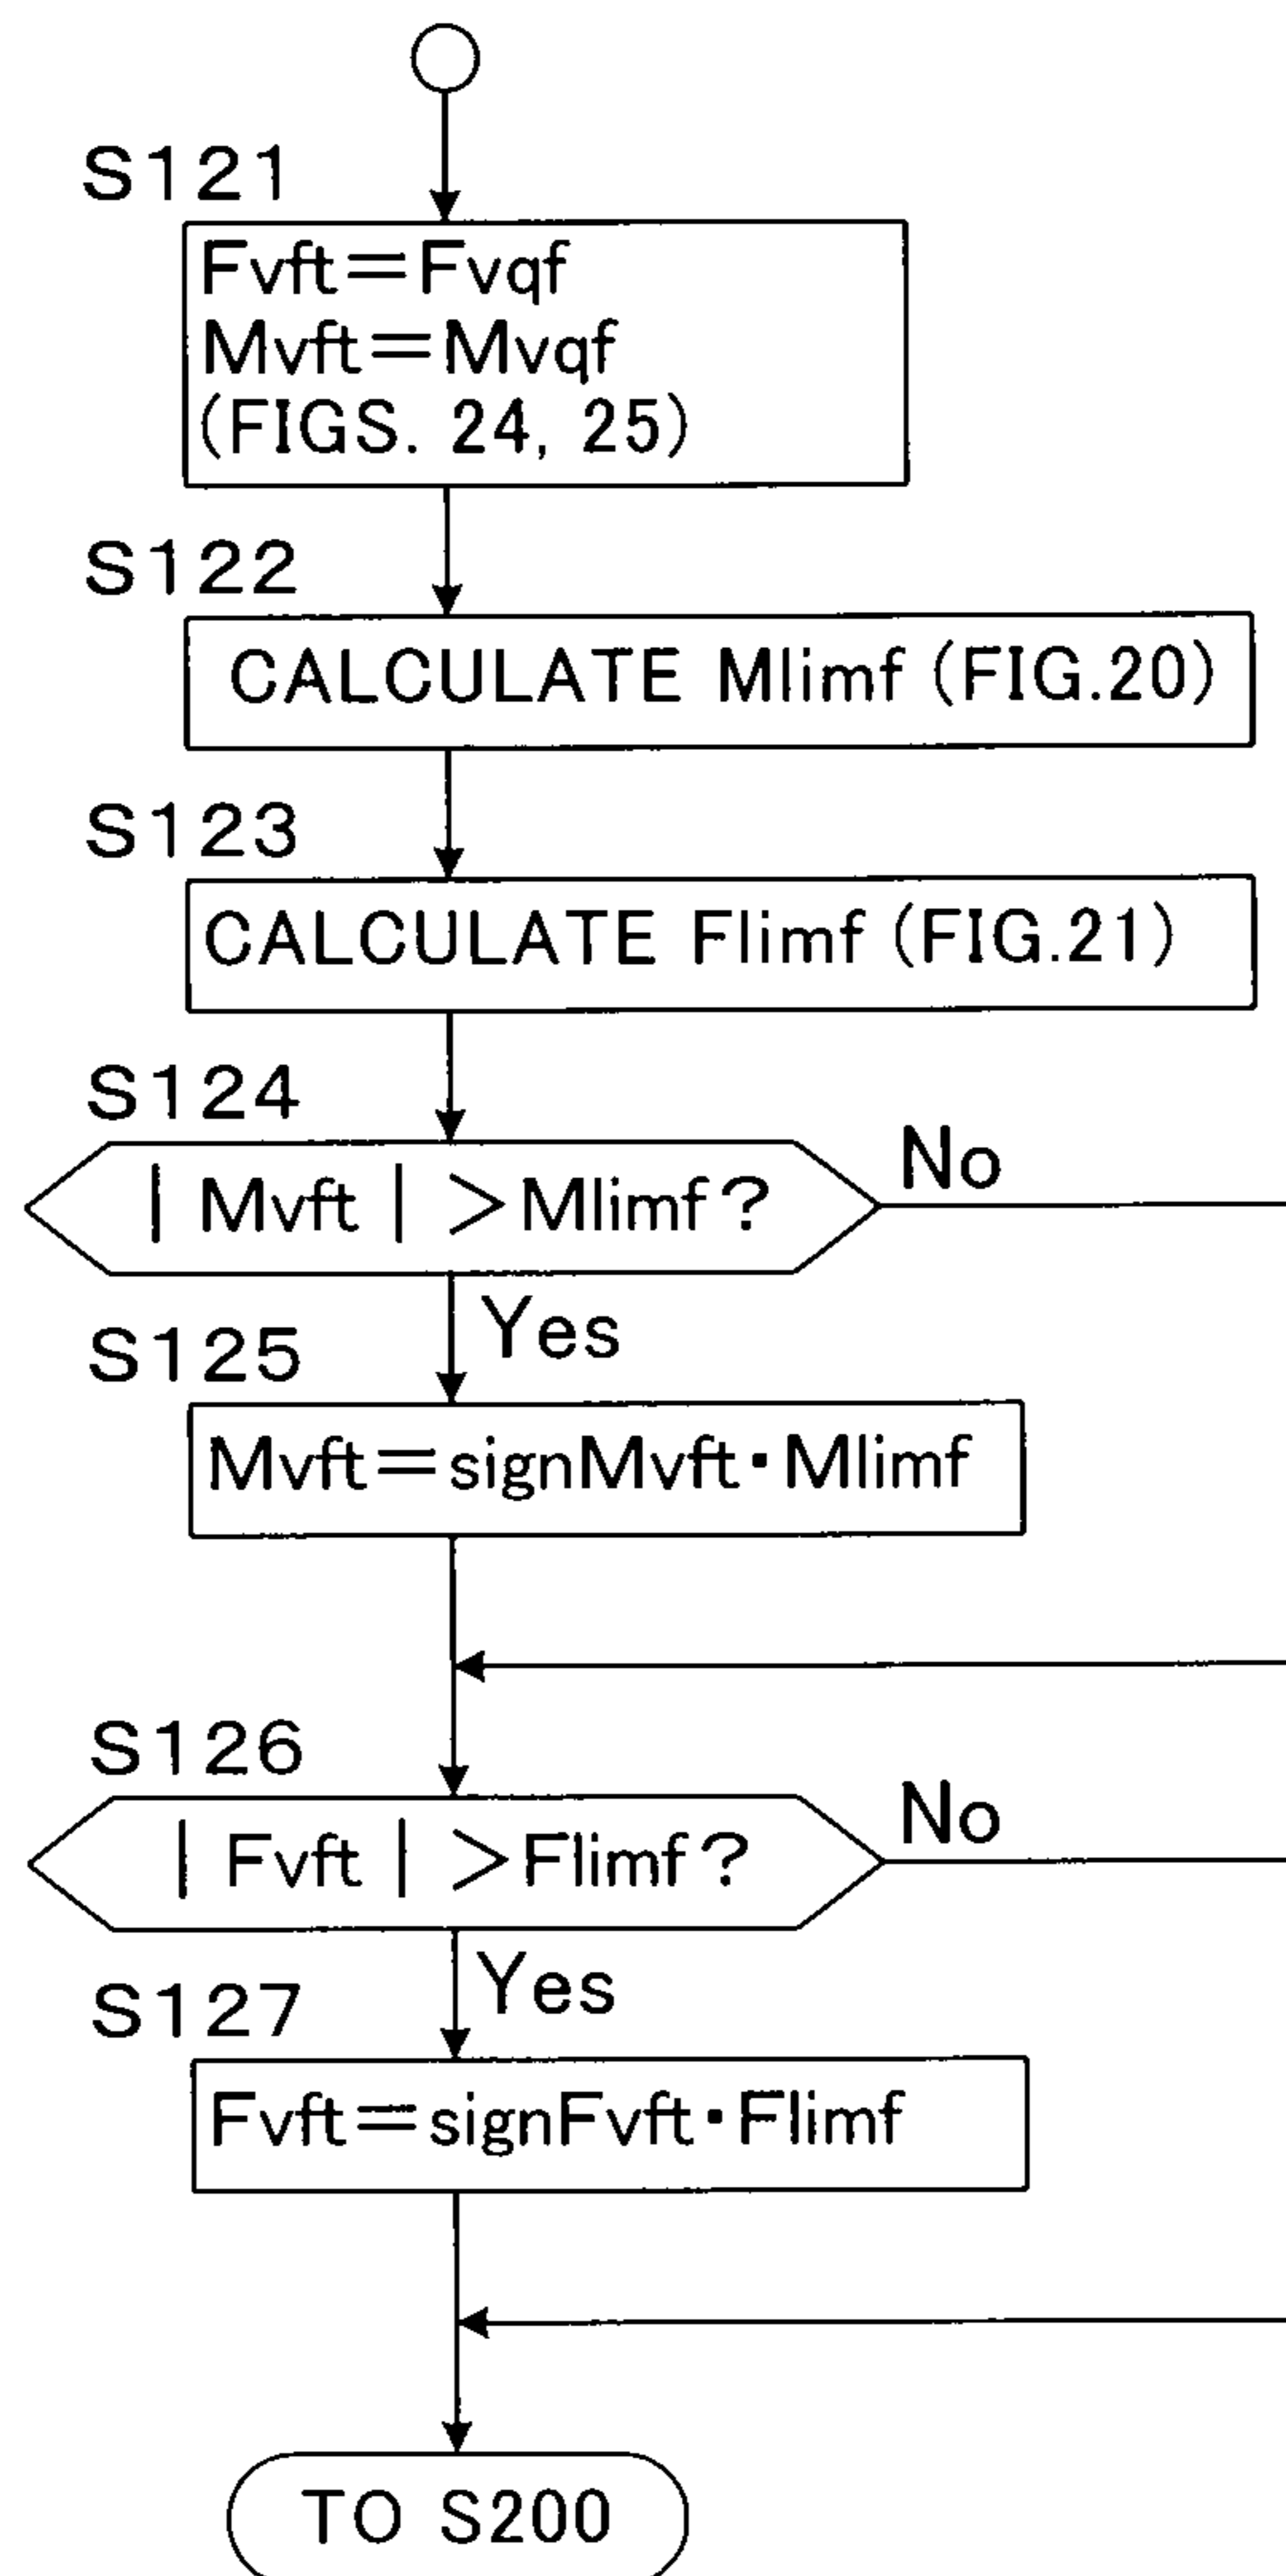 S121
Fvft=Fvqf
Mvft=Mvqf
(FIGS. 24, 25)
S122
CALCULATE Mlimf (FIG.20)
S123
CALCULATE Flimf (FIG.21)
S124
| Mvft | >Mlimf?
No
Yes
S125
Mvft=signMvft·Mlimf
S126
| Fvft | >Flimf?
No
Yes
S127
Fvft=signFvft·Flimf
TO S200